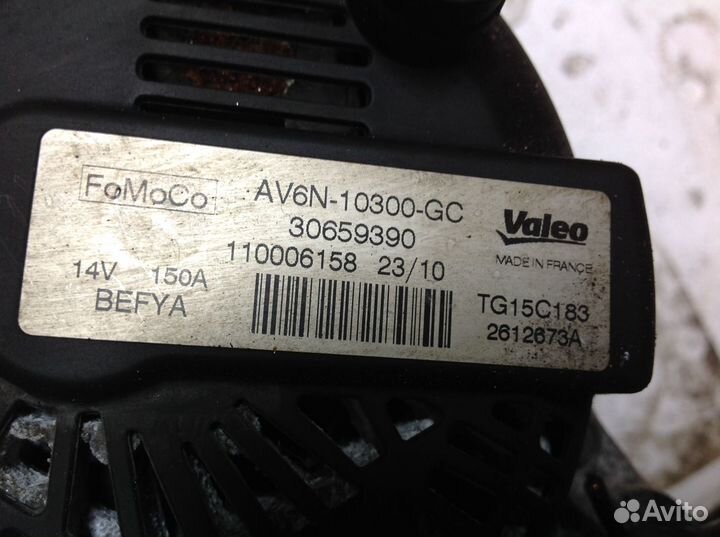 FoMoCo
AV6N-10300-GC
30659390
110006158 23/10
14V 150A
BEFYA
Valeo
MADE IN FRANCE
TG15C183
2612673A
Avito